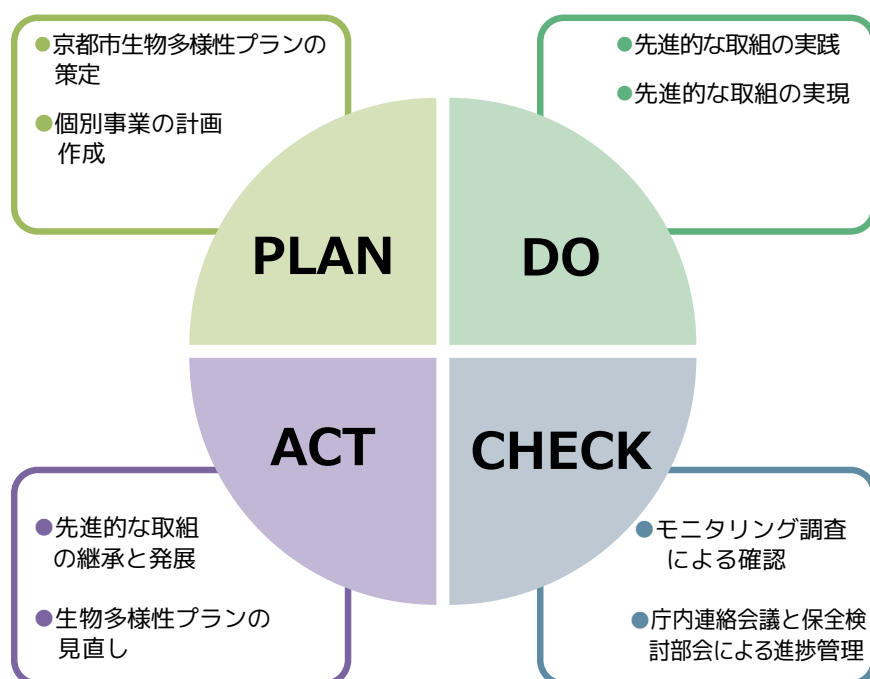 ●京都市生物多様性プランの
策定
●個別事業の計画
作成
PLAN
●先進的な取組の実践
●先進的な取組の実現
DO
ACT
●先進的な取組
の継承と発展
●生物多様性プランの
見直し
CHECK
●モニタリング調査
による確認
●庁内連絡会議と保全検
討部会による進捗管理